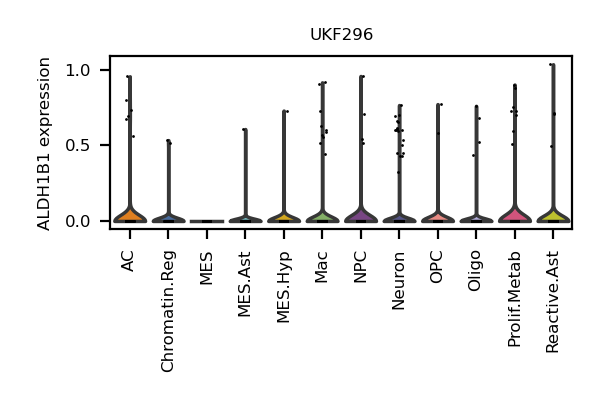 UKF296
ALDH1B1 expression
1.0
0.5
0.0
AC
Chromatin.Reg
MES
MES.Ast
MES.Hyp
Mac
NPC
Neuron
OPC
Oligo
Prolif.Metab
Reactive.Ast